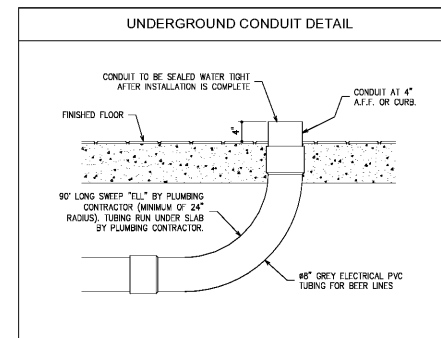 UNDERGROUND CONDUIT DETAIL
CONDUIT TO BE SEALED WATER TIGHT
AFTER INSTALLATION IS COMPLETE
CONDUIT AT 4"
A.F.F. OR CURB.
FINISHED FLOOR
4"
90° LONG SWEEP "ELL" BY PLUMBING
CONTRACTOR (MINIMUM OF 24"
RADIUS). TUBING RUN UNDER SLAB
BY PLUMBING CONTRACTOR.
ø8" GREY ELECTRICAL PVC
TUBING FOR BEER LINES